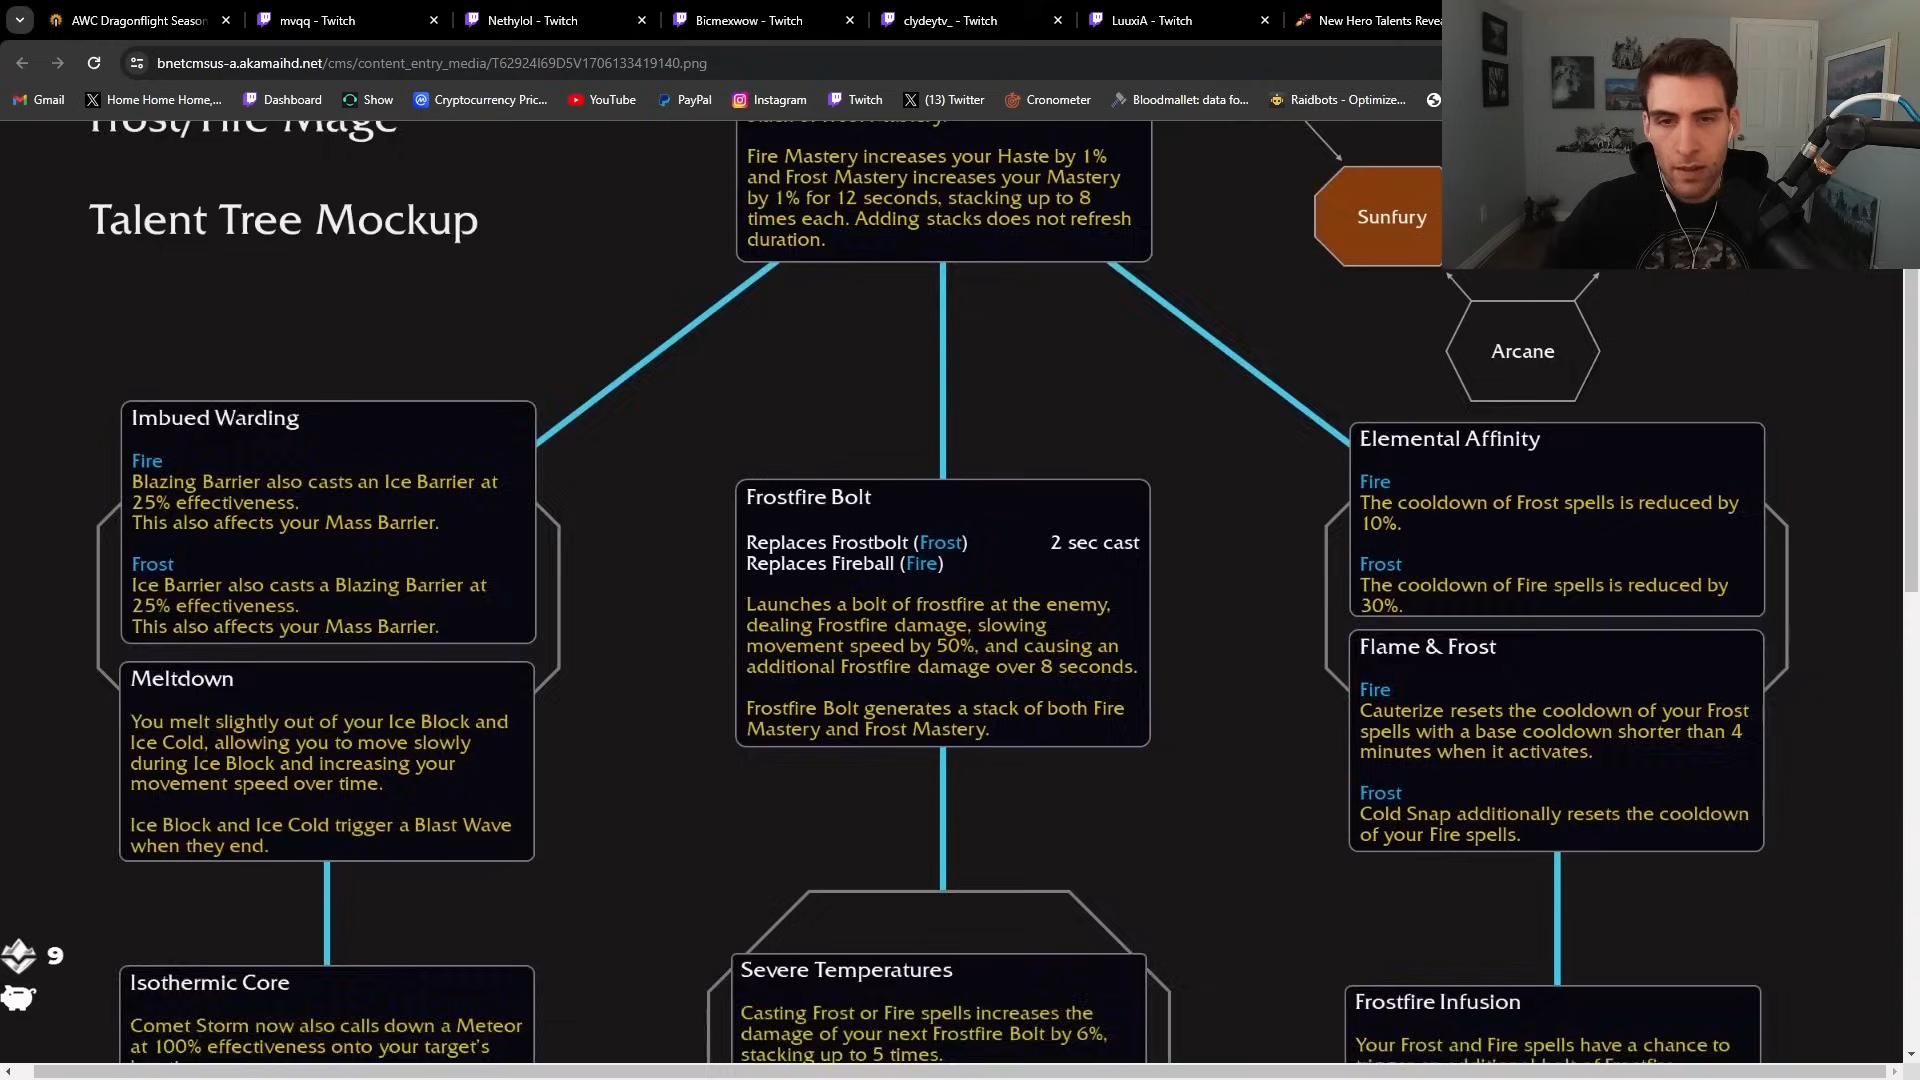 AWC Dragonflight Season
mvqq - Twitch
Nethylol - Twitch
Bicmexwow - Twitch
clydeytv_ - Twitch
LuuxiA - Twitch
New Hero Talents Revea
bnetcmsus-a.akamaihd.net/cms/content_entry_media/T62924I69D5V1706133419140.png
Gmail
Home Home Home,...
Dashboard
Show
Cryptocurrency Pric...
YouTube
PayPal
Instagram
Twitch
(13) Twitter
Cronometer
Bloodmallet: data fo...
Raidbots - Optimize...
Frost/Fire Mage
Talent Tree Mockup
Fire Mastery increases your Haste by 1%
and Frost Mastery increases your Mastery
by 1% for 12 seconds, stacking up to 8
times each. Adding stacks does not refresh
duration.
Sunfury
Arcane
Imbued Warding
Fire
Blazing Barrier also casts an Ice Barrier at
25% effectiveness.
This also affects your Mass Barrier.
Frost
Ice Barrier also casts a Blazing Barrier at
25% effectiveness.
This also affects your Mass Barrier.
Meltdown
You melt slightly out of your Ice Block and
Ice Cold, allowing you to move slowly
during Ice Block and increasing your
movement speed over time.
Ice Block and Ice Cold trigger a Blast Wave
when they end.
Frostfire Bolt
Replaces Frostbolt (Frost) 2 sec cast
Replaces Fireball (Fire)
Launches a bolt of frostfire at the enemy,
dealing Frostfire damage, slowing
movement speed by 50%, and causing an
additional Frostfire damage over 8 seconds.
Frostfire Bolt generates a stack of both Fire
Mastery and Frost Mastery.
Elemental Affinity
Fire
The cooldown of Frost spells is reduced by
10%.
Frost
The cooldown of Fire spells is reduced by
30%.
Flame & Frost
Fire
Cauterize resets the cooldown of your Frost
spells with a base cooldown shorter than 4
minutes when it activates.
Frost
Cold Snap additionally resets the cooldown
of your Fire spells.
9
Isothermic Core
Comet Storm now also calls down a Meteor
at 100% effectiveness onto your target's
Severe Temperatures
Casting Frost or Fire spells increases the
damage of your next Frostfire Bolt by 6%,
stacking up to 5 times.
Frostfire Infusion
Your Frost and Fire spells have a chance to